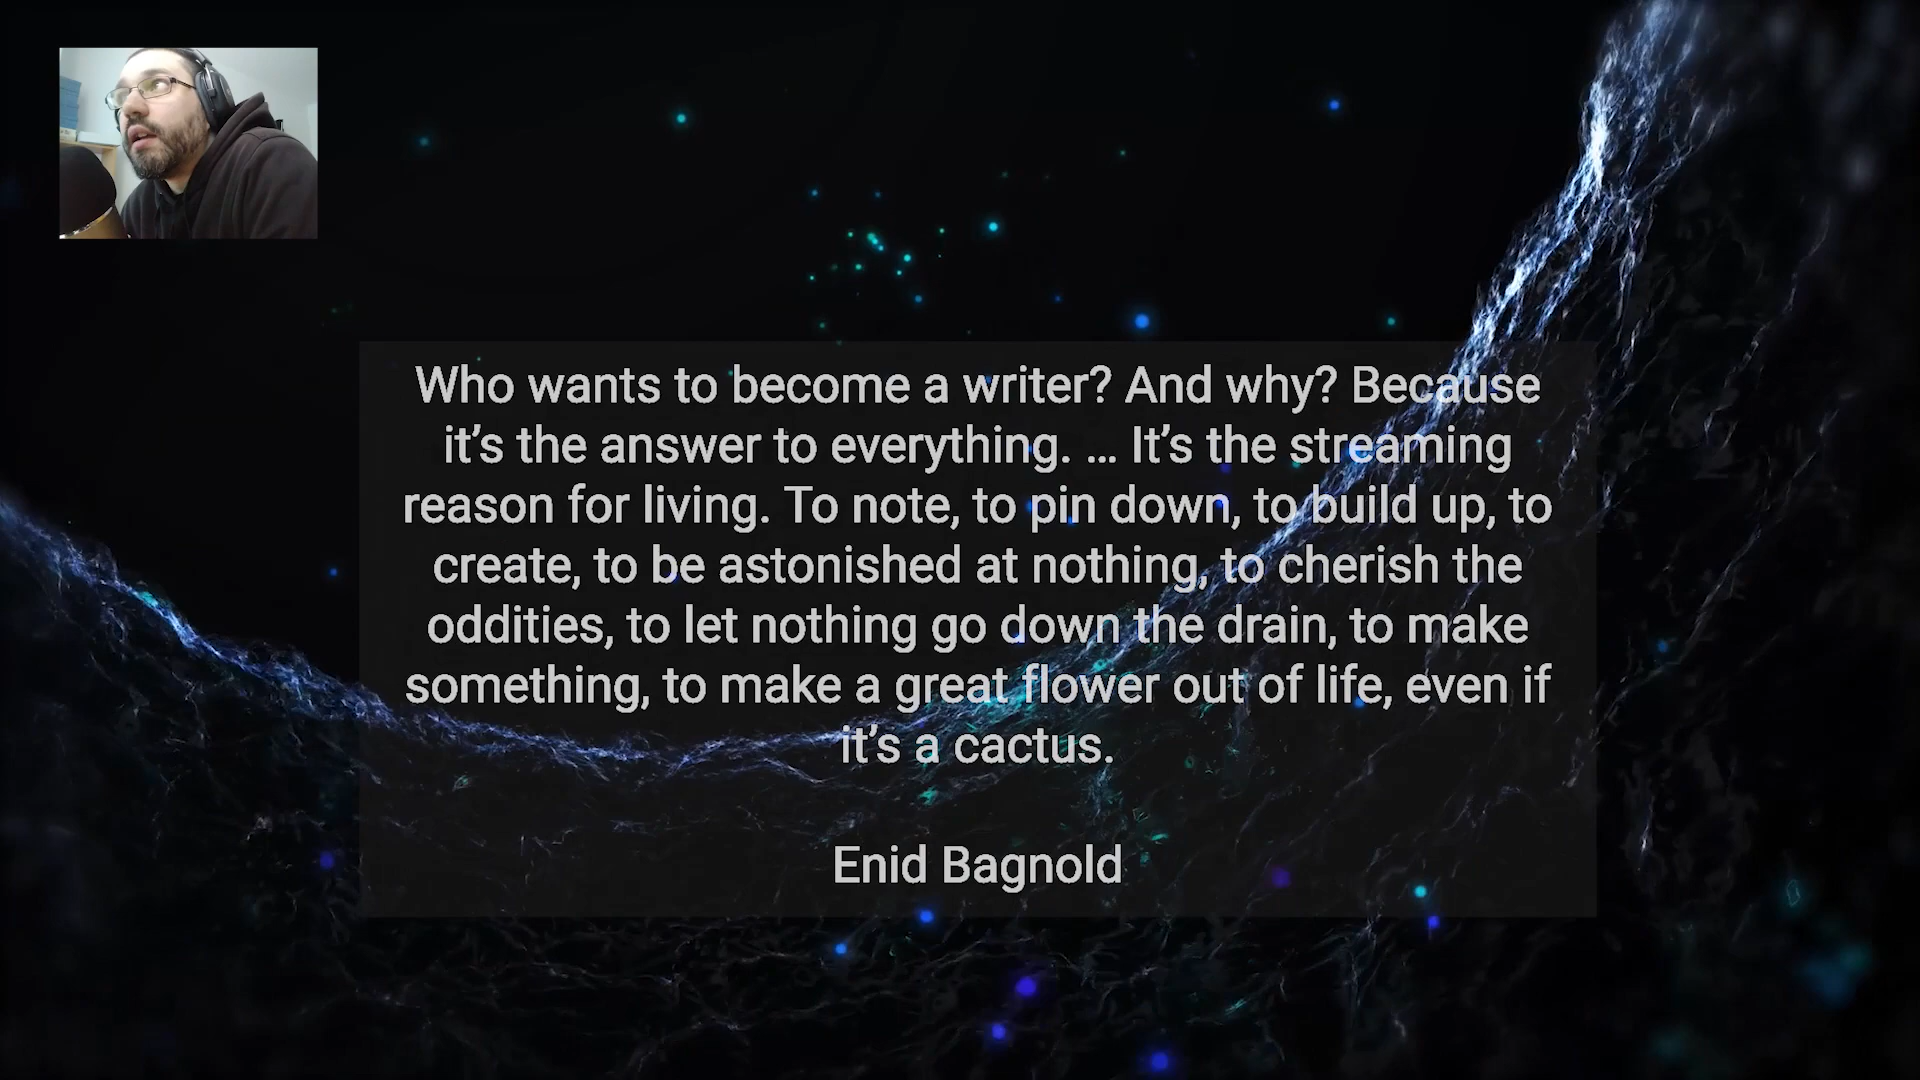 Who wants to become a writer? And why? Because
it’s the answer to everything. … It’s the streaming
reason for living. To note, to pin down, to build up, to
create, to be astonished at nothing, to cherish the
oddities, to let nothing go down the drain, to make
something, to make a great flower out of life, even if
it’s a cactus.
Enid Bagnold